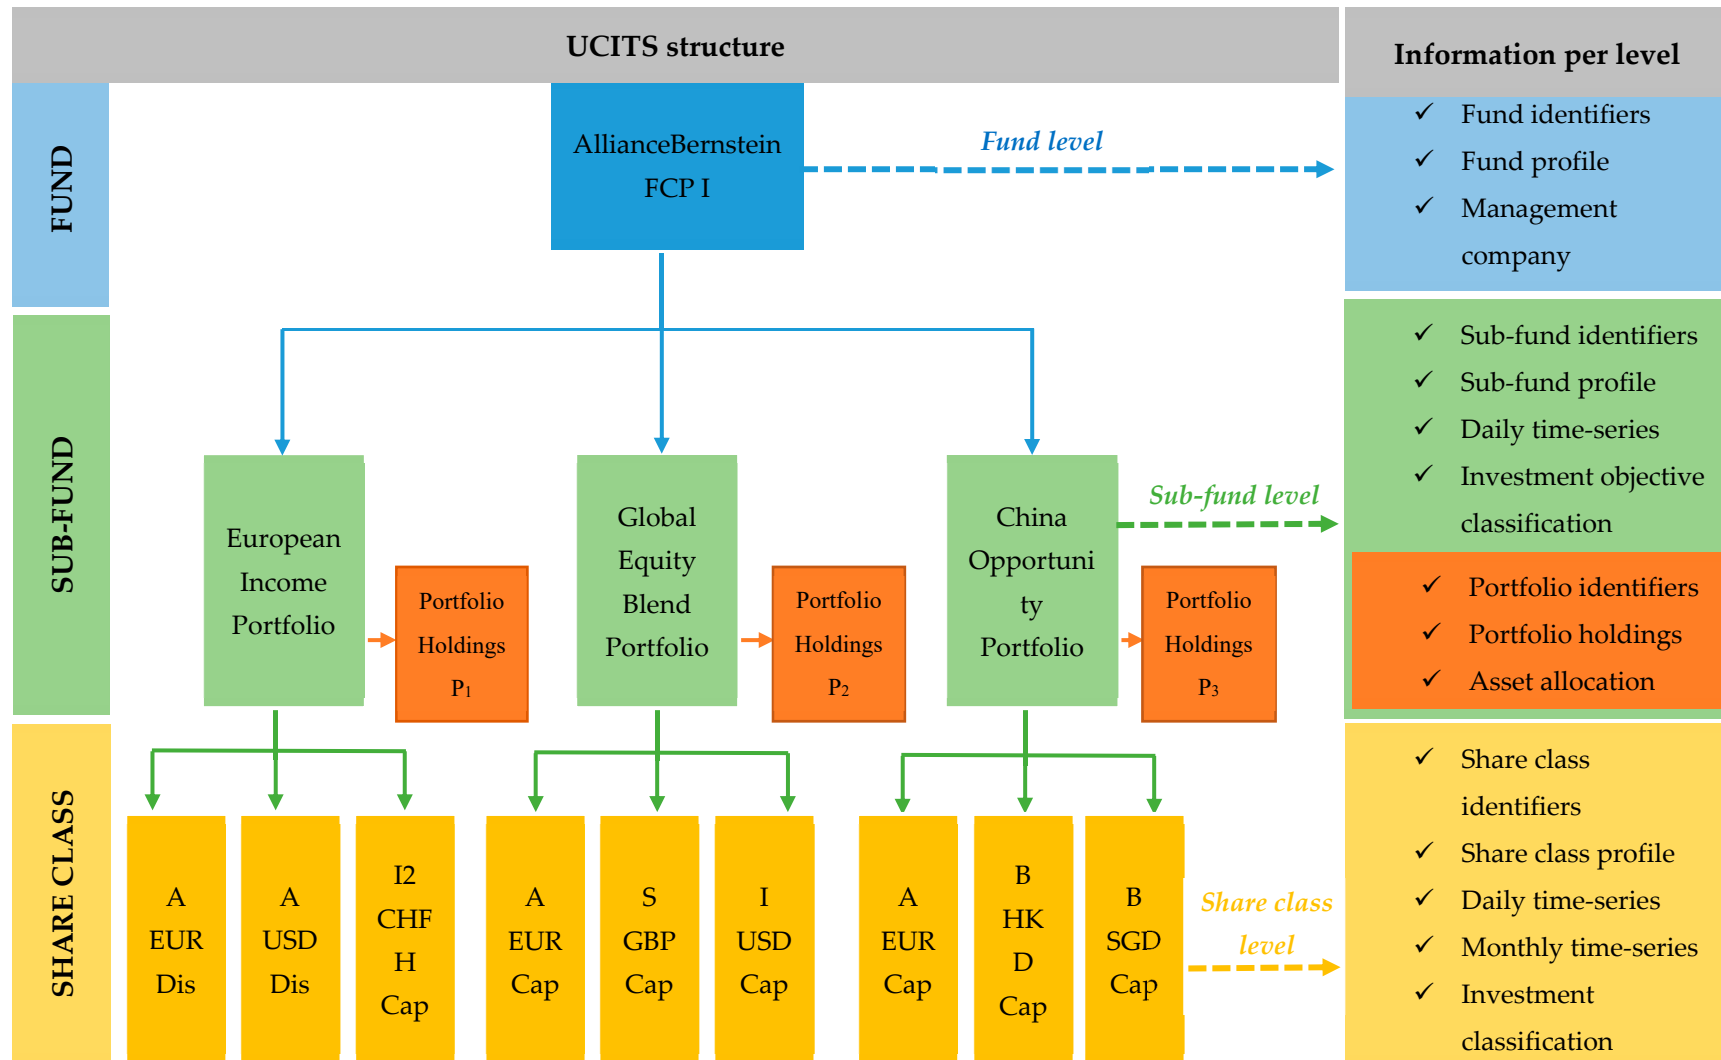 UCITS structure
Information per level
FUND
AllianceBernstein
FCP I
Fund level
✓ Fund identifiers
✓ Fund profile
✓ Management
company
SUB-FUND
European
Income
Portfolio
Portfolio
Holdings
P1
Global
Equity
Blend
Portfolio
Portfolio
Holdings
P2
China
Opportuni
ty
Portfolio
Portfolio
Holdings
P3
Sub-fund level
✓ Sub-fund identifiers
✓ Sub-fund profile
✓ Daily time-series
✓ Investment objective
classification
✓ Portfolio identifiers
✓ Portfolio holdings
✓ Asset allocation
SHARE CLASS
A
EUR
Dis
A
USD
Dis
I2
CHF
H
Cap
A
EUR
Cap
S
GBP
Cap
I
USD
Cap
A
EUR
Cap
B
HK
D
Cap
B
SGD
Cap
Share class
level
✓ Share class
identifiers
✓ Share class profile
✓ Daily time-series
✓ Monthly time-series
✓ Investment
classification